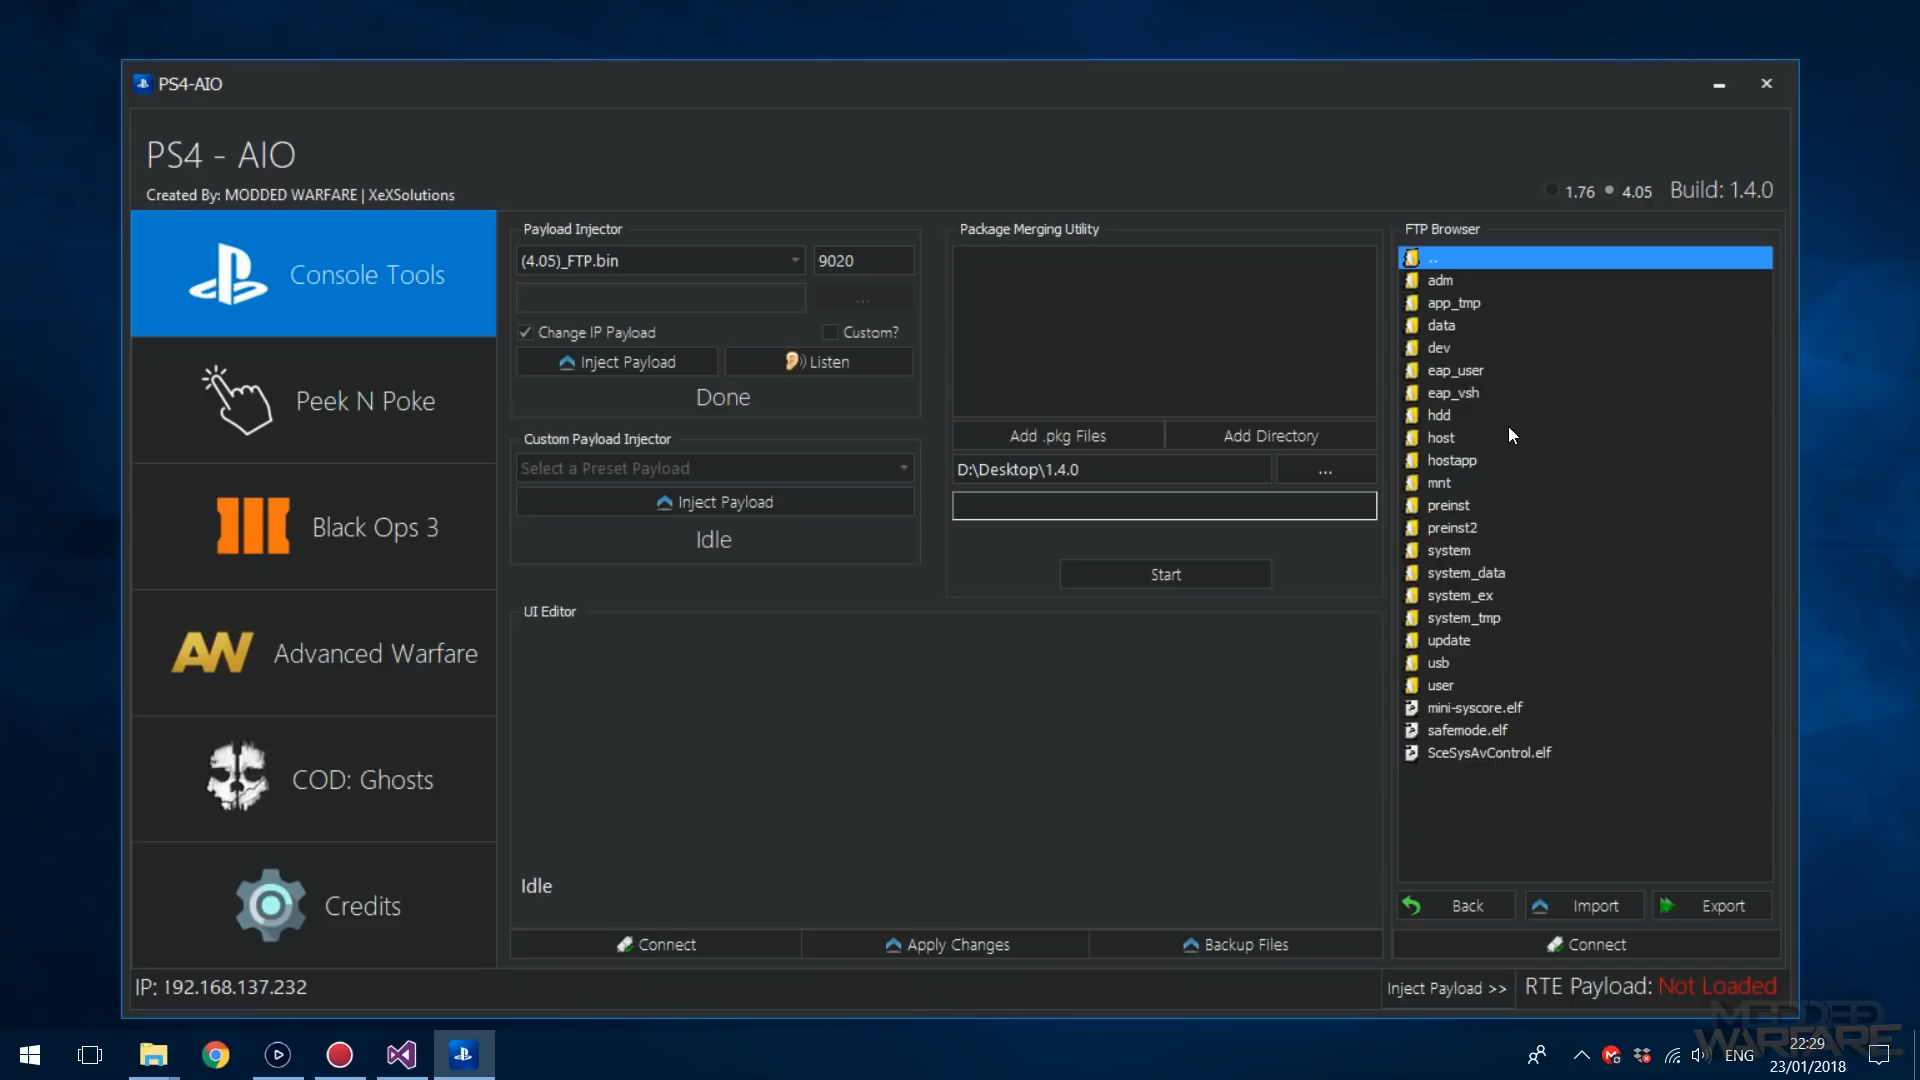 PS4-AIO
PS4 - AIO
Created By: MODDED WARFARE | XeXSolutions
1.76 4.05 Build: 1.4.0
Console Tools
Peek N Poke
Black Ops 3
AW Advanced Warfare
COD: Ghosts
Credits
Payload Injector
(4.05)_FTP.bin 9020
...
Change IP Payload Custom?
Inject Payload Listen
Done
Custom Payload Injector
Select a Preset Payload
Inject Payload
Idle
Package Merging Utility
Add .pkg Files Add Directory
D:\Desktop\1.4.0 ...
Start
UI Editor
Idle
Connect Apply Changes Backup Files
FTP Browser
..
adm
app_tmp
data
dev
eap_user
eap_vsh
hdd
host
hostapp
mnt
preinst
preinst2
system
system_data
system_ex
system_tmp
update
usb
user
mini-syscore.elf
safemode.elf
SceSysAvControl.elf
Back Import Export
Connect
IP: 192.168.137.232
Inject Payload >> RTE Payload: Not Loaded
MODDED
WARFARE
ENG
22:29
23/01/2018